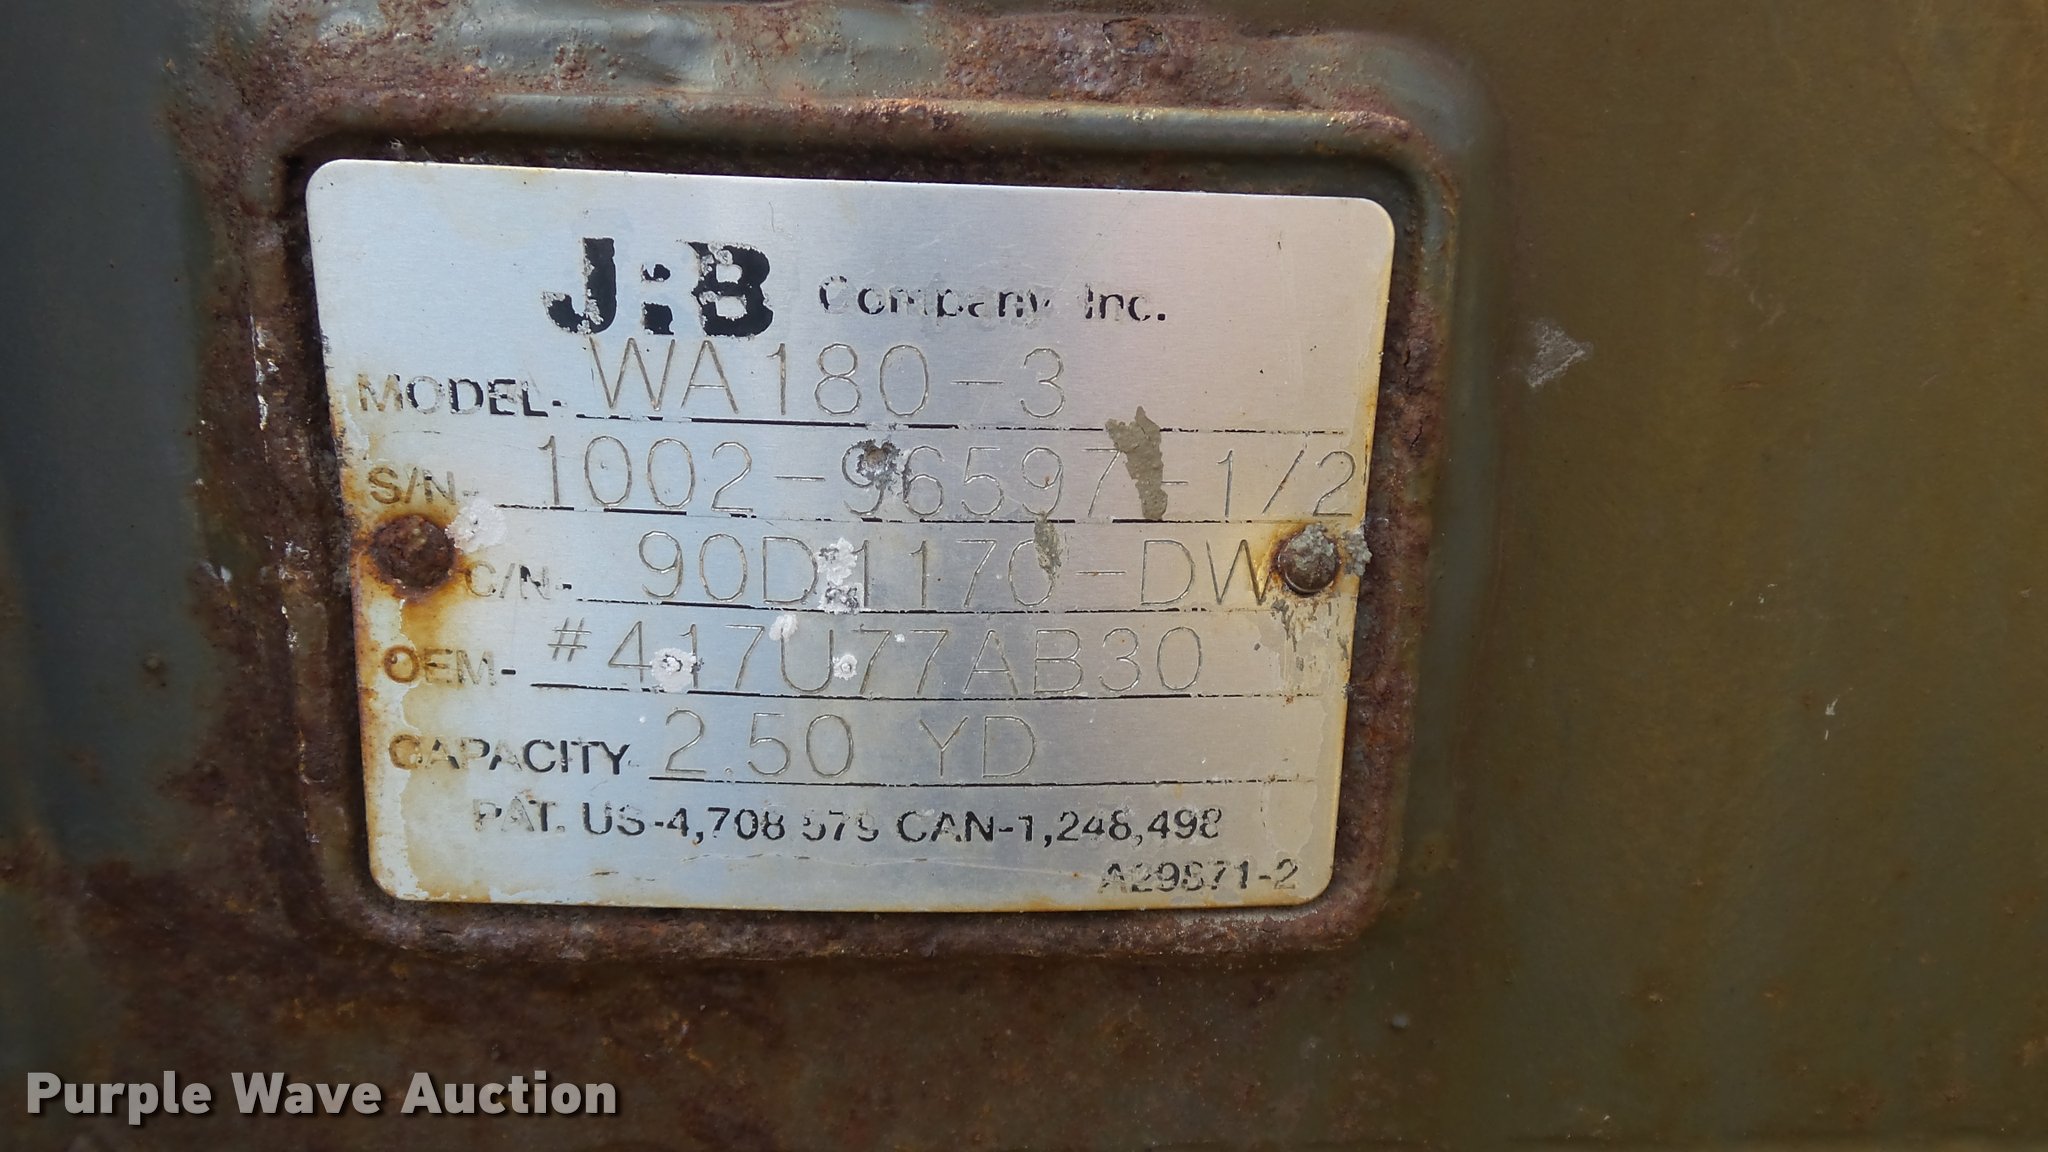 JRB Company, Inc.
MODEL- WA180-3
S/N- 1002-96597-1/2
C/N- 90D1170-DW
OEM- #417U77AB30
CAPACITY- 2.50 YD
PAT. US-4,708,579 CAN-1,248,498
A29871-2
Purple Wave Auction